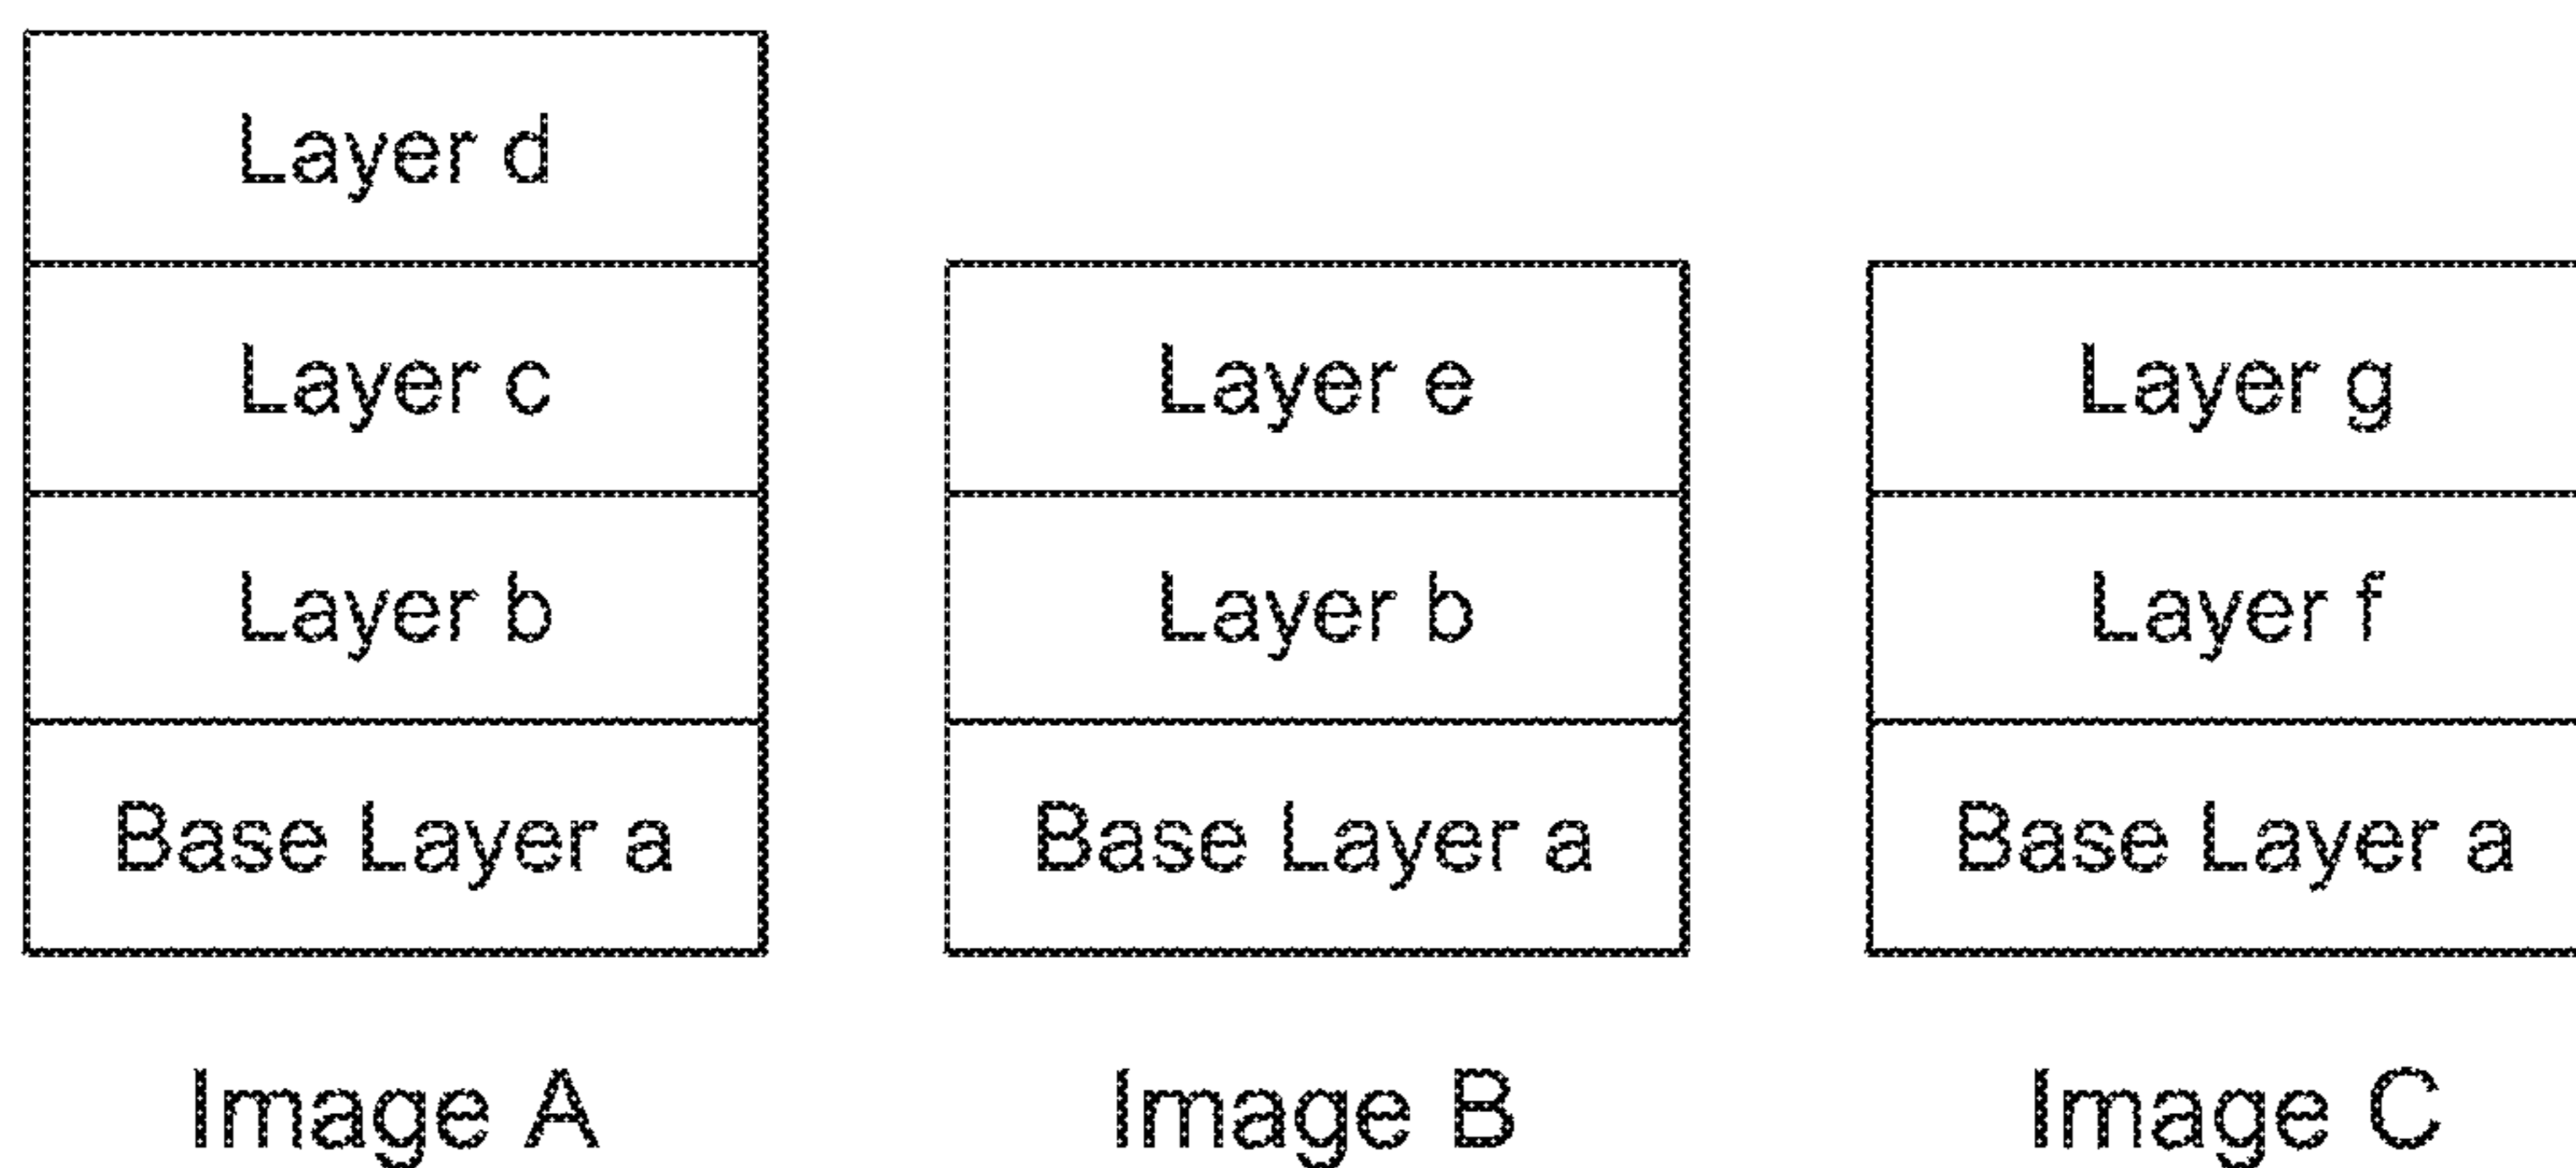 Layer d
Layer c
Layer b
Base Layer a
Image A
Layer e
Layer b
Base Layer a
Image B
Layer g
Layer f
Base Layer a
Image C